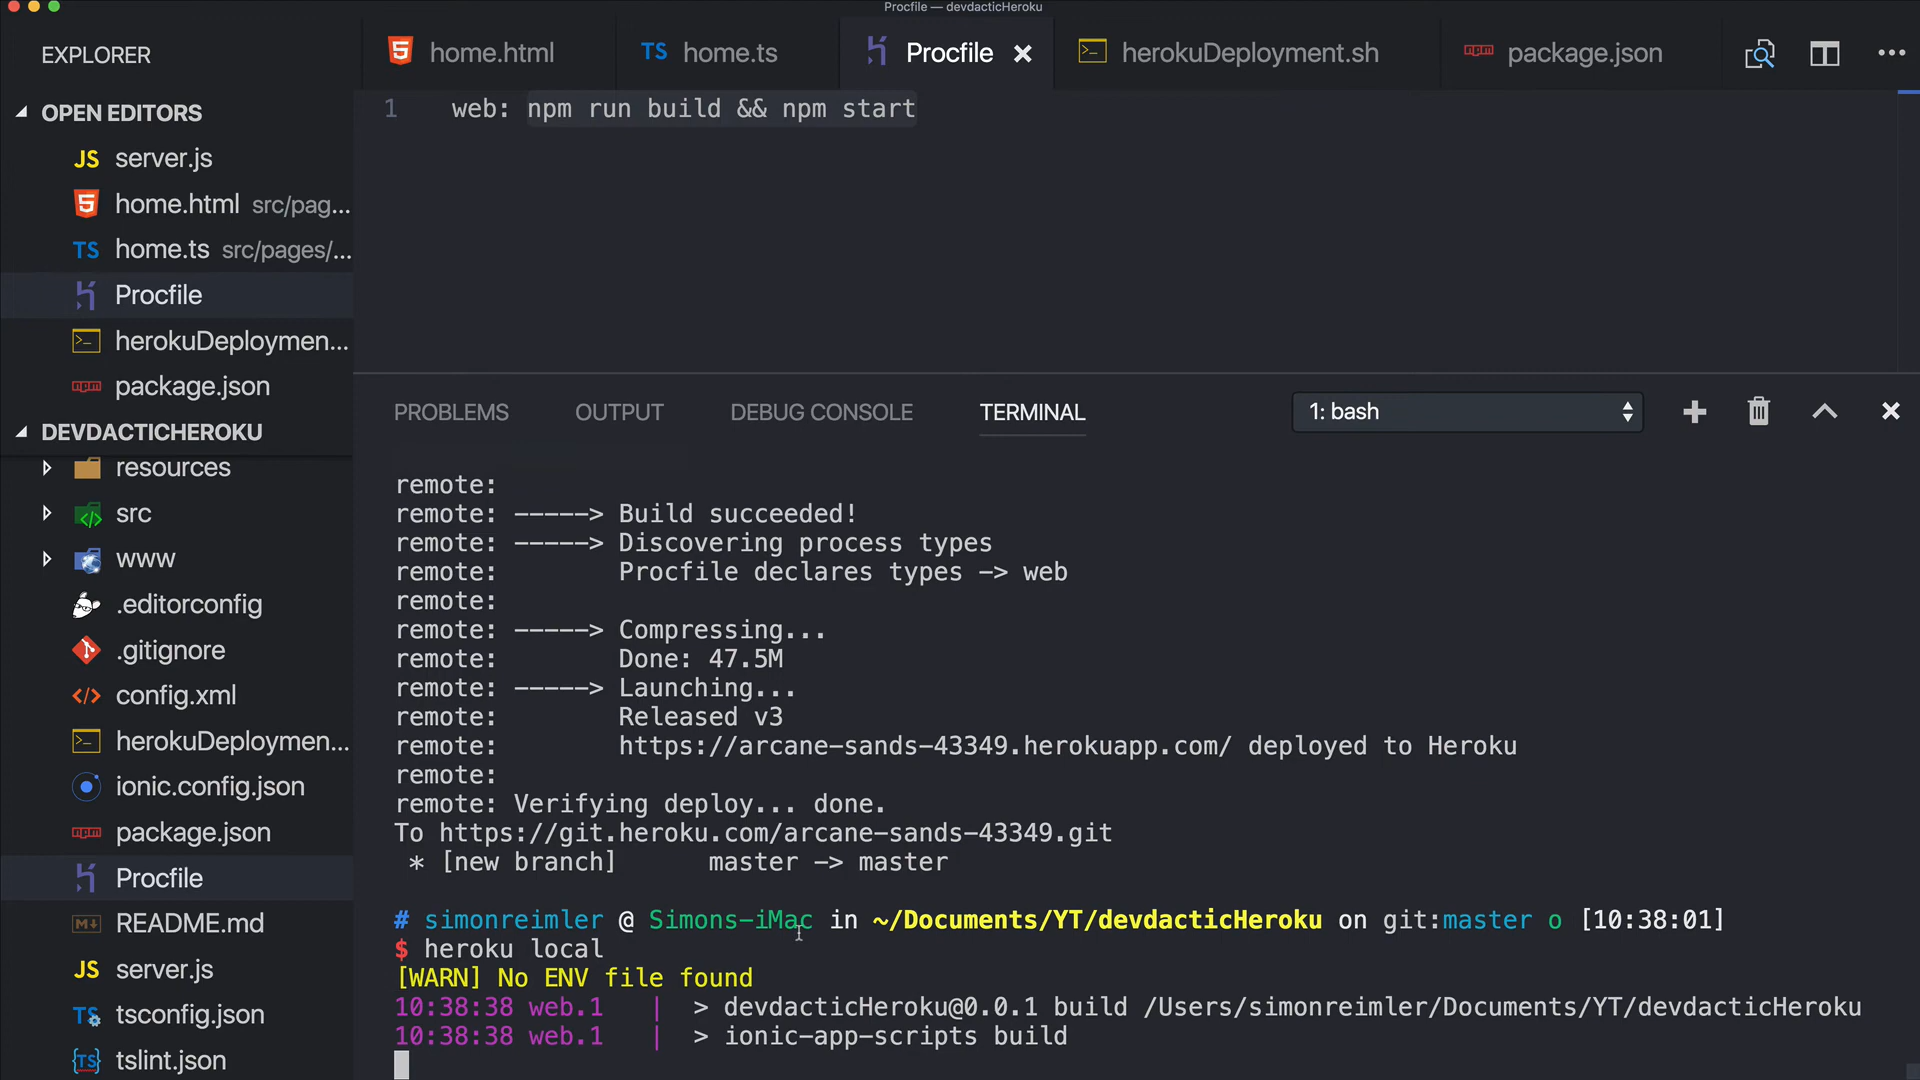 Procfile — devdacticHeroku
EXPLORER
OPEN EDITORS
JS server.js
home.html src/pag...
TS home.ts src/pages/...
Procfile
herokuDeploymen...
package.json
DEVDACTICHEROKU
resources
src
www
.editorconfig
.gitignore
config.xml
herokuDeploymen...
ionic.config.json
package.json
Procfile
README.md
JS server.js
TS tsconfig.json
TS tslint.json
home.html
TS home.ts
Procfile
herokuDeployment.sh
package.json
1 web: npm run build && npm start
PROBLEMS OUTPUT DEBUG CONSOLE TERMINAL 1: bash
remote:
remote: -----> Build succeeded!
remote: -----> Discovering process types
remote: Procfile declares types -> web
remote:
remote: -----> Compressing...
remote: Done: 47.5M
remote: -----> Launching...
remote: Released v3
remote: https://arcane-sands-43349.herokuapp.com/ deployed to Heroku
remote:
remote: Verifying deploy... done.
To https://git.heroku.com/arcane-sands-43349.git
* [new branch] master -> master
# simonreimler @ Simons-iMac in ~/Documents/YT/devdacticHeroku on git:master o [10:38:01]
$ heroku local
[WARN] No ENV file found
10:38:38 web.1 | > devdacticHeroku@0.0.1 build /Users/simonreimler/Documents/YT/devdacticHeroku
10:38:38 web.1 | > ionic-app-scripts build